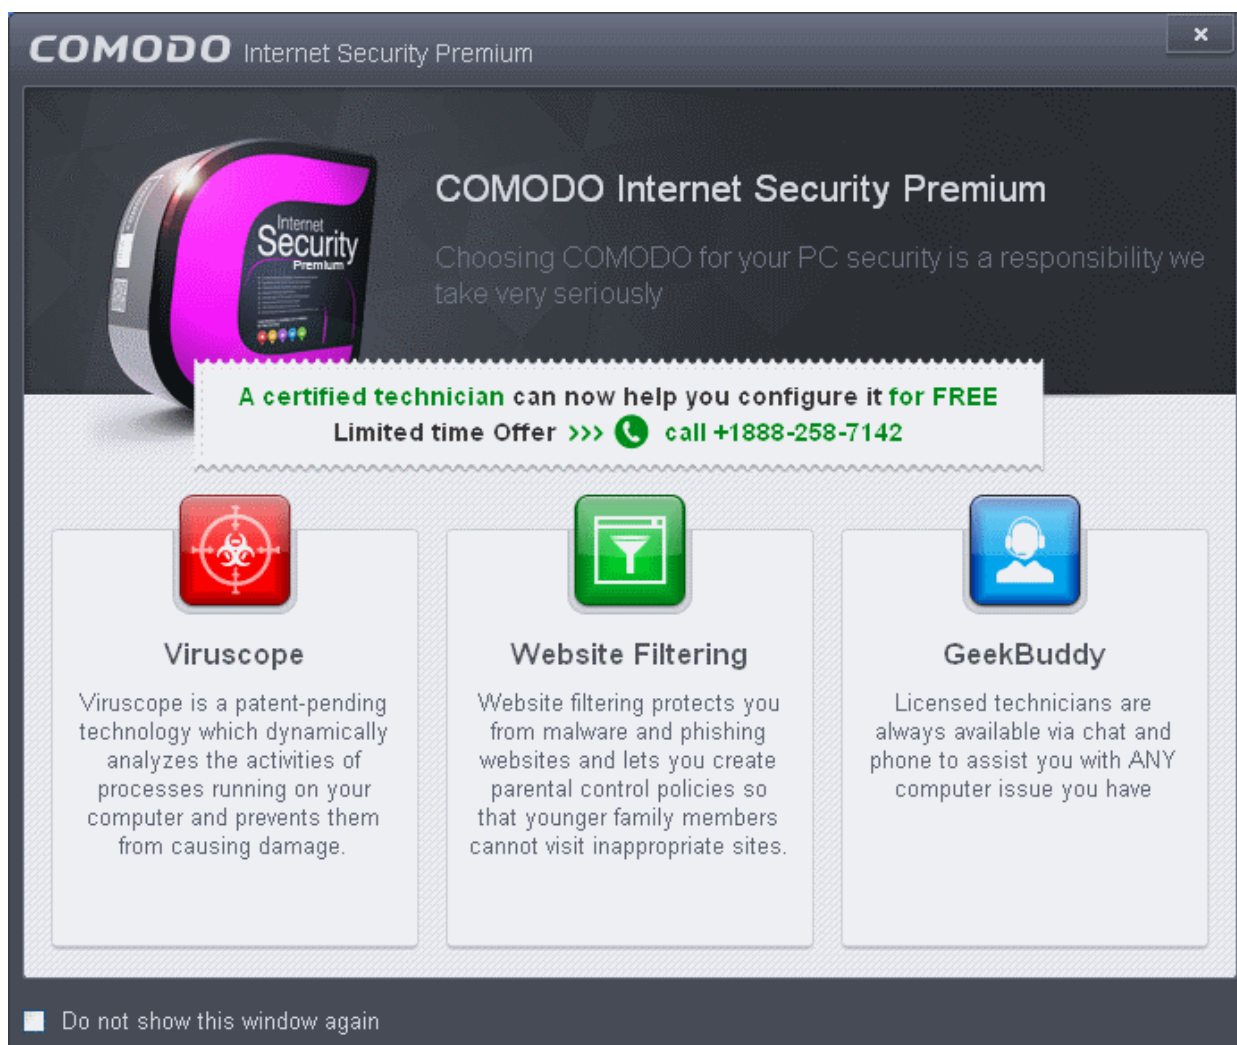 COMODO Internet Security Premium
COMODO Internet Security Premium
Choosing COMODO for your PC security is a responsibility we
take very seriously
Internet
Security
Premium
A certified technician can now help you configure it for FREE
Limited time Offer >>> call +1888-258-7142
Viruscope
Viruscope is a patent-pending
technology which dynamically
analyzes the activities of
processes running on your
computer and prevents them
from causing damage.
Website Filtering
Website filtering protects you
from malware and phishing
websites and lets you create
parental control policies so
that younger family members
cannot visit inappropriate sites.
GeekBuddy
Licensed technicians are
always available via chat and
phone to assist you with ANY
computer issue you have
Do not show this window again